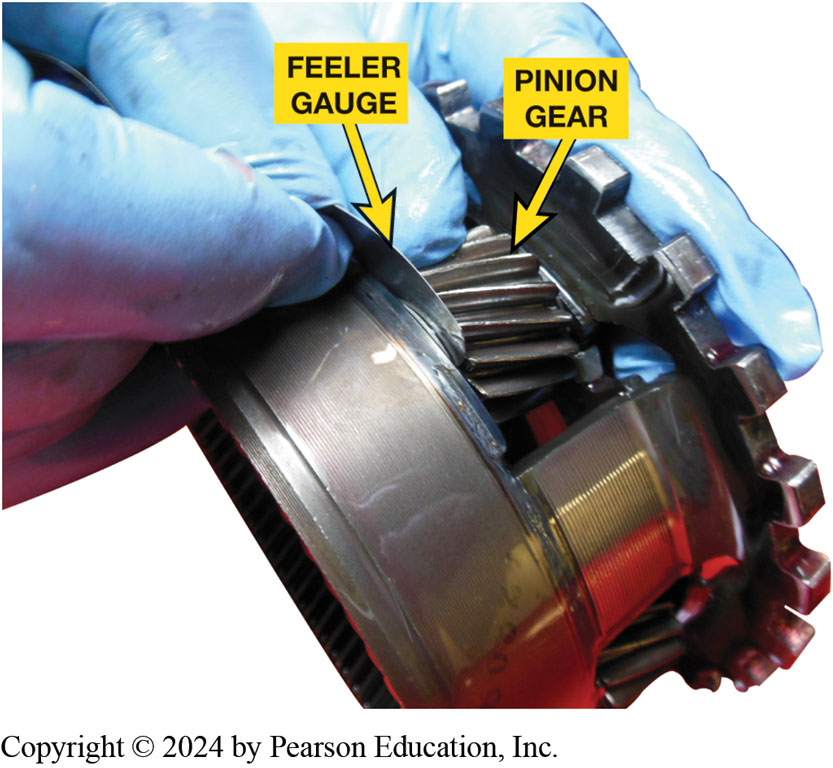 FEELER
GAUGE
PINION
GEAR
Copyright © 2024 by Pearson Education, Inc.